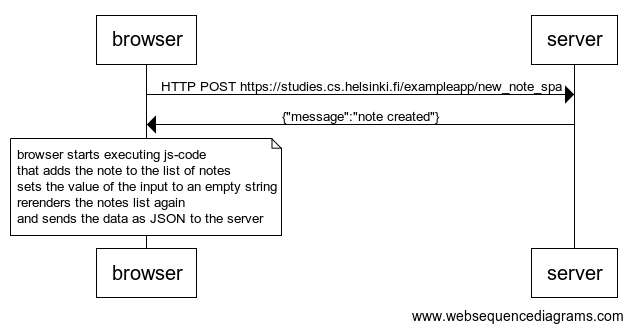 browser
server
HTTP POST https://studies.cs.helsinki.fi/exampleapp/new_note_spa
{"message":"note created"}
browser starts executing js-code
that adds the note to the list of notes
sets the value of the input to an empty string
rerenders the notes list again
and sends the data as JSON to the server
browser
server
www.websequencediagrams.com